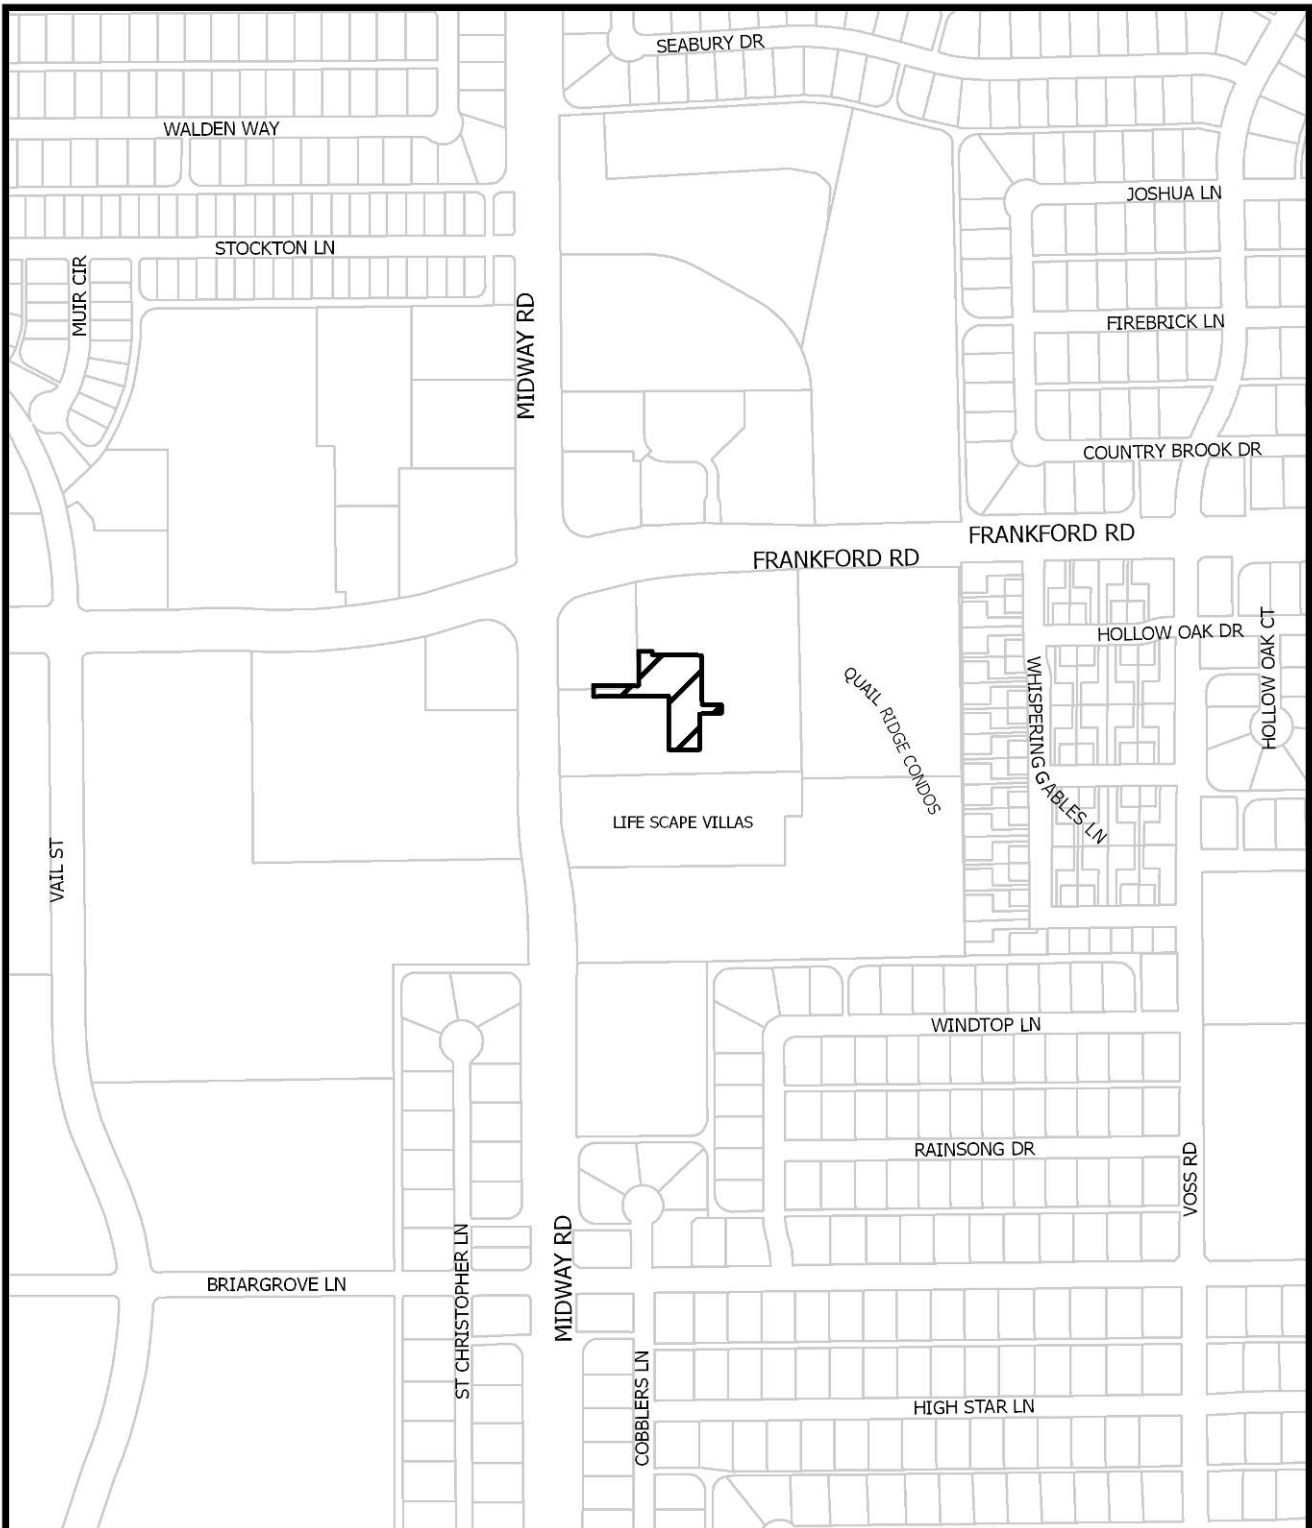 SEABURY DR
WALDEN WAY
JOSHUA LN
STOCKTON LN
MUIR CIR
MIDWAY RD
FIREBRICK LN
COUNTRY BROOK DR
FRANKFORD RD
FRANKFORD RD
HOLLOW OAK DR
HOLLOW OAK CT
WHISPERING GABLES LN
QUAIL RIDGE CONDOS
LIFE SCAPE VILLAS
VAIL ST
WINDTOP LN
RAINSONG DR
VOSS RD
MIDWAY RD
BRIARGROVE LN
ST CHRISTOPHER LN
COBBLERS LN
HIGH STAR LN